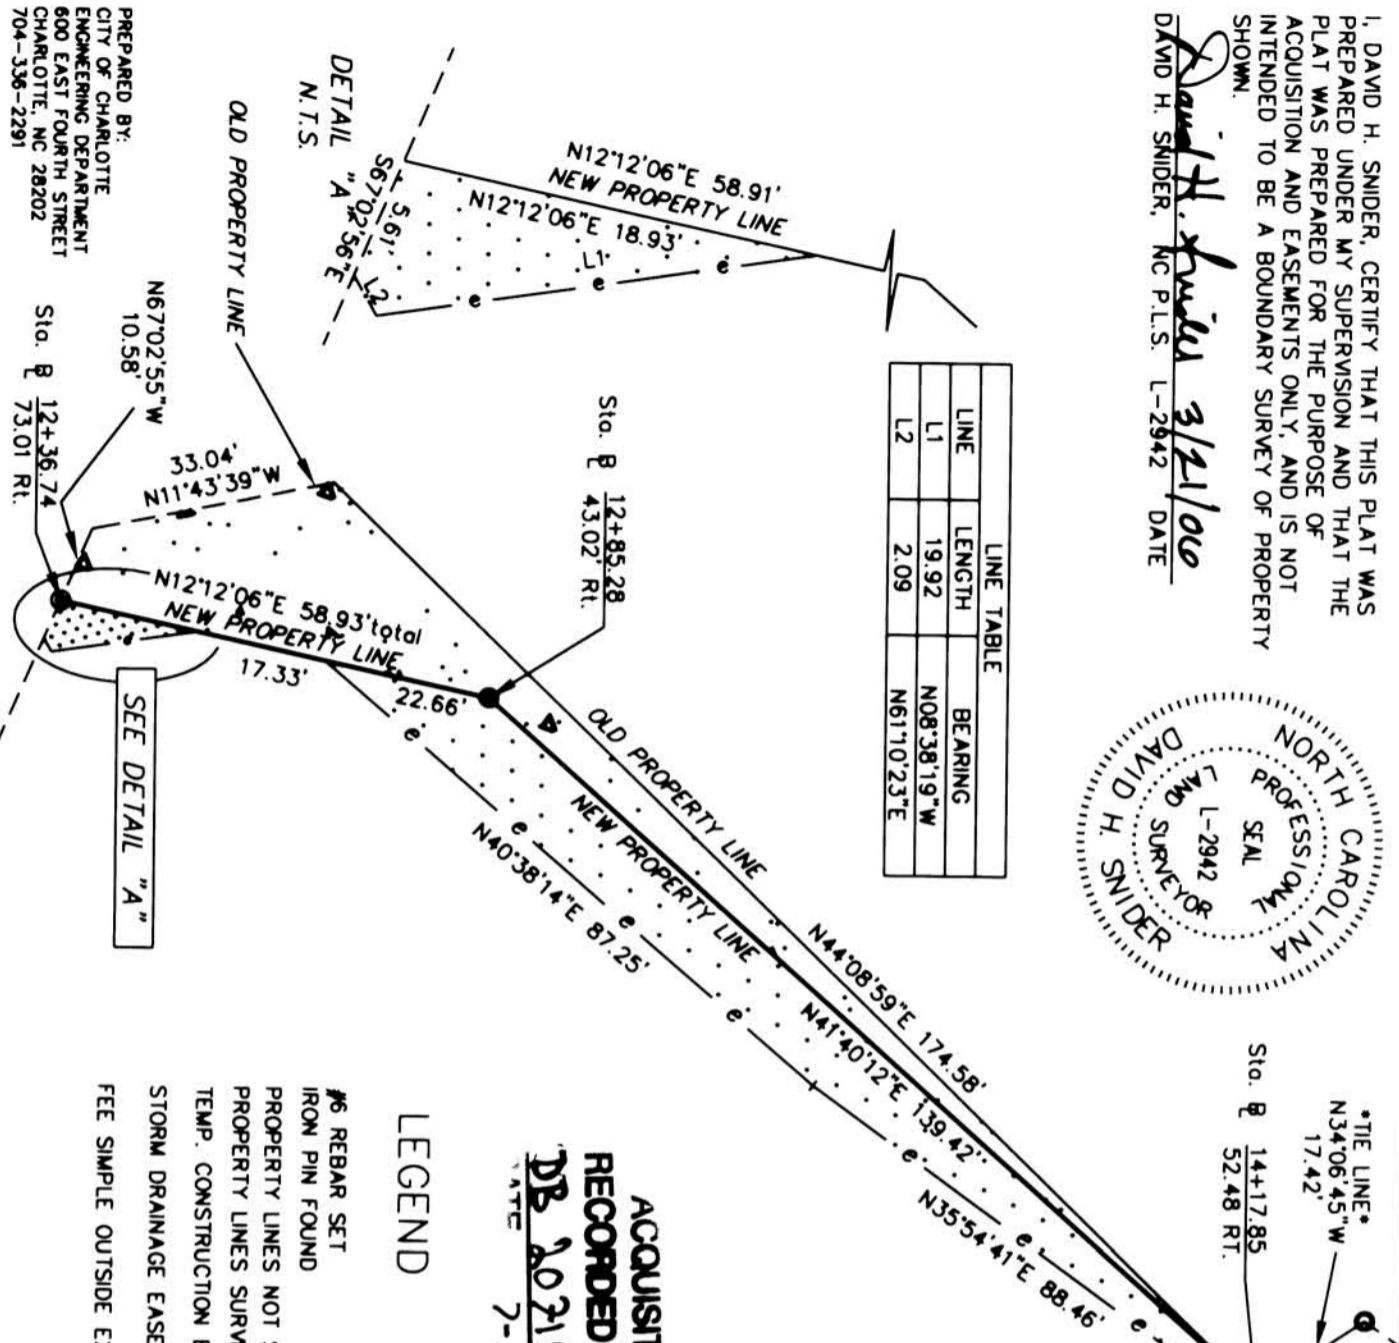 I, DAVID H. SNIDER, CERTIFY THAT THIS PLAT WAS
PREPARED UNDER MY SUPERVISION AND THAT THE
PLAT WAS PREPARED FOR THE PURPOSE OF
ACQUISITION AND EASEMENTS ONLY, AND IS NOT
INTENDED TO BE A BOUNDARY SURVEY OF PROPERTY
SHOWN.
David H. Snider 3/21/06
DAVID H. SNIDER, NC P.L.S. L-2942 DATE
NORTH CAROLINA
PROFESSIONAL
SEAL
L-2942
LAND SURVEYOR
DAVID H. SNIDER
*TIE LINE*
N34°06'45"W
17.42'
Sta. BL 14+17.85
52.48 RT.
LINE TABLE
LINE LENGTH BEARING
L1 19.92 N08°38'19"W
L2 2.09 N61°10'23"E
N12°12'06"E 58.91'
NEW PROPERTY LINE
N12°12'06"E 18.93'
L1
e
e
e
5.61'
S67°02'56"E
L2
DETAIL "A"
N.T.S.
OLD PROPERTY LINE
Sta. BL 12+85.28
43.02' Rt.
33.04'
N11°43'39"W
N67°02'55"W
10.58'
Sta. BL 12+36.74
73.01 Rt.
N12°12'06"E 58.93'total
NEW PROPERTY LINE
17.33'
22.66'
SEE DETAIL "A"
OLD PROPERTY LINE
NEW PROPERTY LINE
N44°08'59"E 174.58'
N41°40'12"E 139.42'
e
e
e
e
N40°38'14"E 87.25'
e
e
e
N35°54'41"E 88.46'
PREPARED BY:
CITY OF CHARLOTTE
ENGINEERING DEPARTMENT
600 EAST FOURTH STREET
CHARLOTTE, NC 28202
704-336-2291
ACQUISIT
RECORDED
DB
DATE
LEGEND
#6 REBAR SET
IRON PIN FOUND
PROPERTY LINES NOT
PROPERTY LINES SURV
TEMP. CONSTRUCTION
STORM DRAINAGE EASE
FEE SIMPLE OUTSIDE